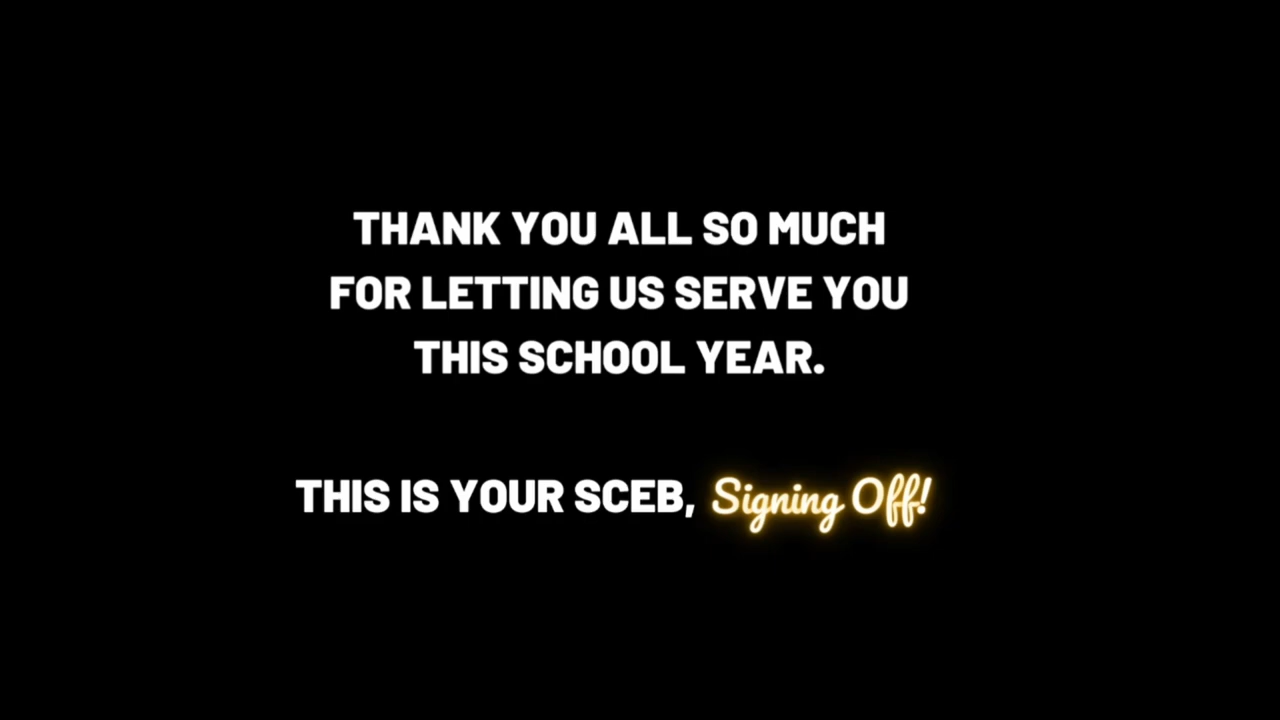 THANK YOU ALL SO MUCH
FOR LETTING US SERVE YOU
THIS SCHOOL YEAR.
THIS IS YOUR SCEB, Signing Off!